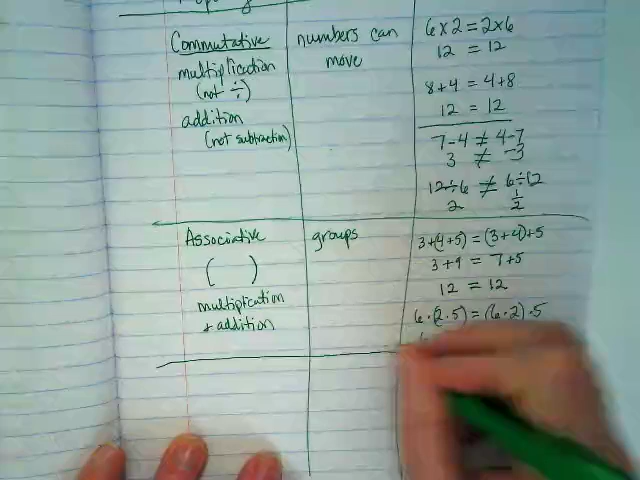 Commutative
multiplication
(not ÷)
addition
(not subtraction)
numbers can
move
6 x 2 = 2 x 6
12 = 12
8 + 4 = 4 + 8
12 = 12
7 - 4 ≠ 4 - 7
3 ≠ -3
12 ÷ 6 ≠ 6 ÷ 12
2 1/2
Associative
( )
multiplication
+ addition
groups
3 + (4 + 5) = (3 + 4) + 5
3 + 9 = 7 + 5
12 = 12
6 · (2 · 5) = (6 · 2) · 5